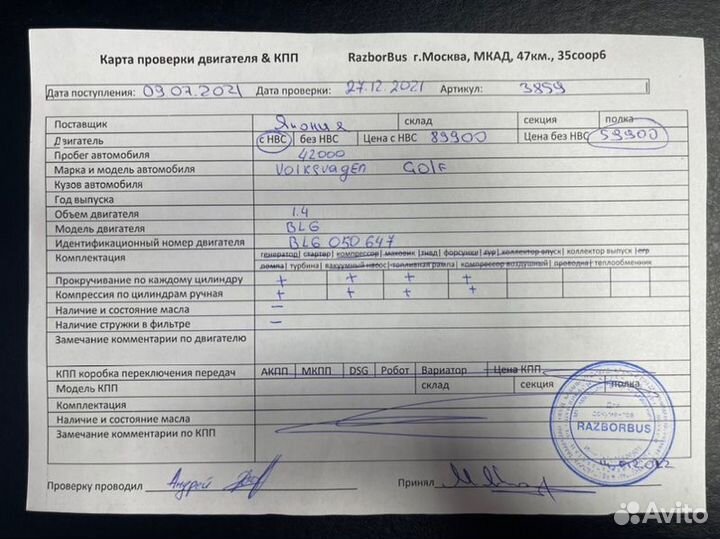 Карта проверки двигателя & КПП RazborBus г.Москва, МКАД, 47км., 35соорб
Дата поступления: 09.07.2021 Дата проверки: 27.12.2021 Артикул: 3859
Поставщик Япония склад секция полка
Двигатель с НВС без НВС Цена с НВС 89900 Цена без НВС 59900
Пробег автомобиля 42000
Марка и модель автомобиля Volksvagen Golf
Кузов автомобиля
Год выпуска
Объем двигателя 1.4
Модель двигателя BLG
Идентификационный номер двигателя BLG 050 647
Комплектация генератор| стартер| компрессор| маховик| гнвд| форсунки| гур| коллектор впуск| коллектор выпуск| егр
помпа| турбина| вакуумный насос| топливная рампа| компрессор воздушный| проводка| теплообменник
Прокручивание по каждому цилиндру + + + +
Компрессия по цилиндрам ручная + + + +
Наличие и состояние масла –
Наличие стружки в фильтре –
Замечание комментарии по двигателю
КПП коробка переключения передач АКПП МКПП DSG Робот Вариатор Цена КПП
Модель КПП склад секция полка
Комплектация
Наличие и состояние масла
Замечание комментарии по КПП
Для
документов
RAZBORBUS
Проверку проводил Андрей Принял
Avito